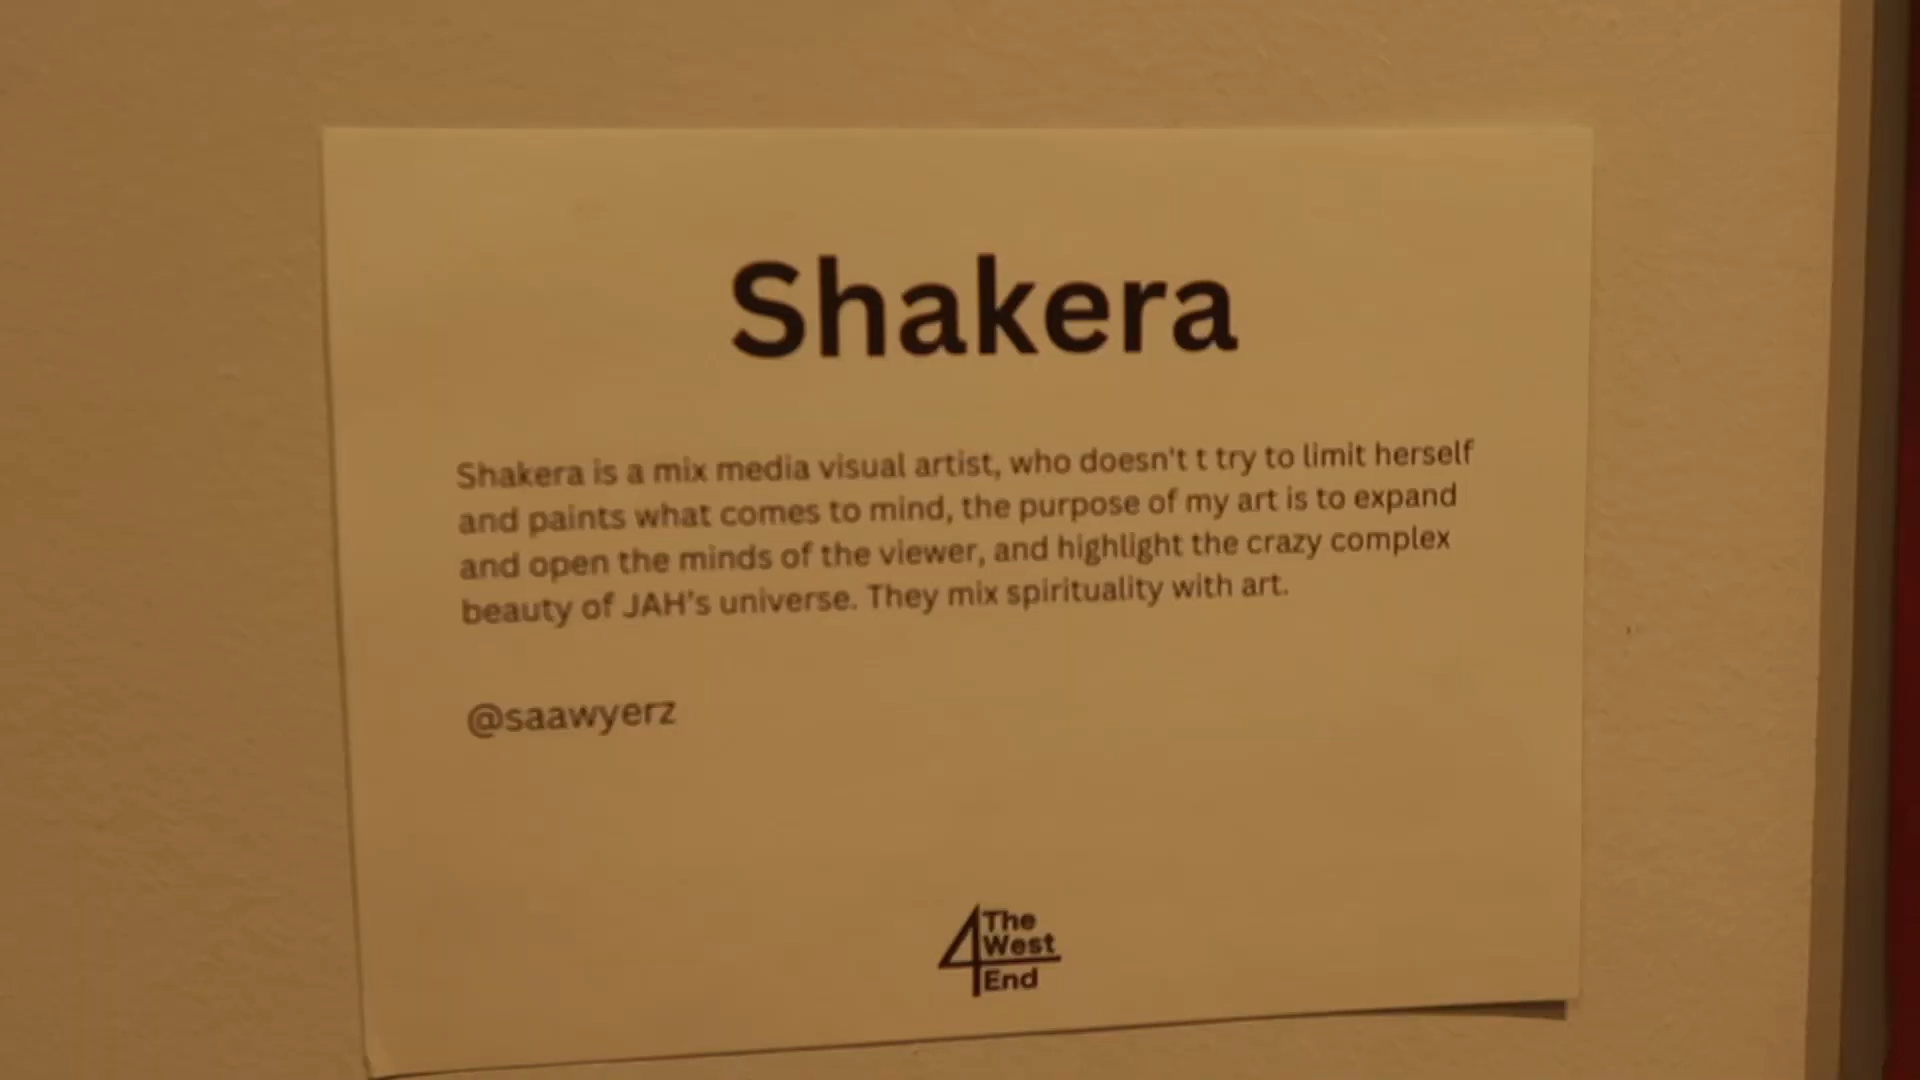 Shakera
Shakera is a mix media visual artist, who doesn't t try to limit herself
and paints what comes to mind, the purpose of my art is to expand
and open the minds of the viewer, and highlight the crazy complex
beauty of JAH's universe. They mix spirituality with art.
@saawyerz
4 The
West
End